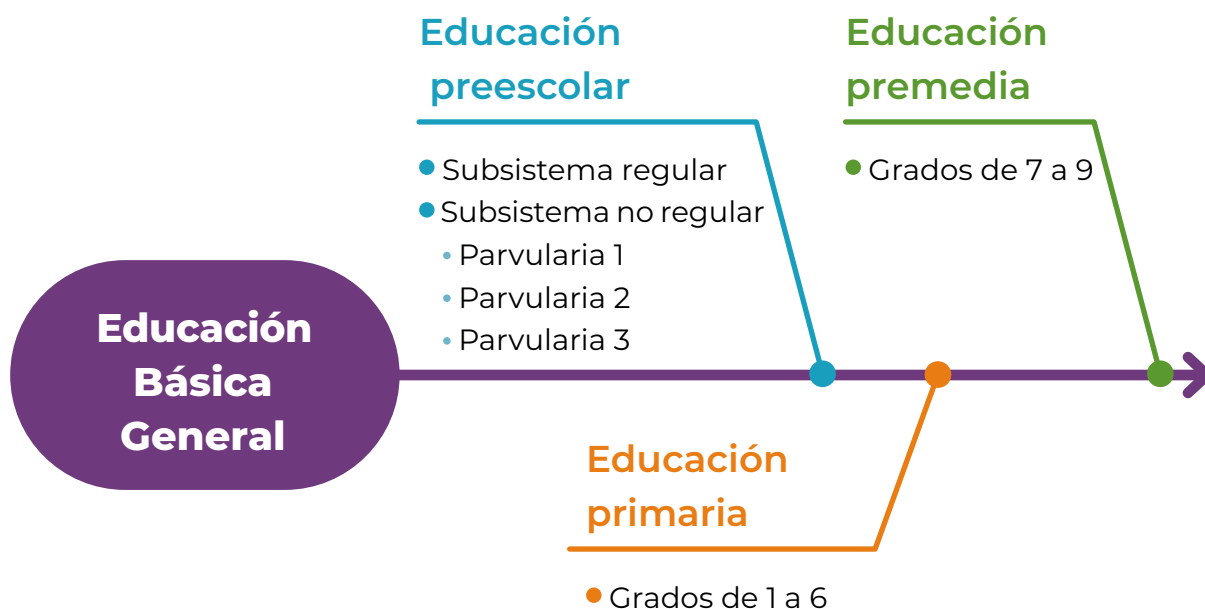 Educación
Básica
General
Educación
preescolar
Subsistema regular
Subsistema no regular
Parvularia 1
Parvularia 2
Parvularia 3
Educación
primaria
Grados de 1 a 6
Educación
premedia
Grados de 7 a 9